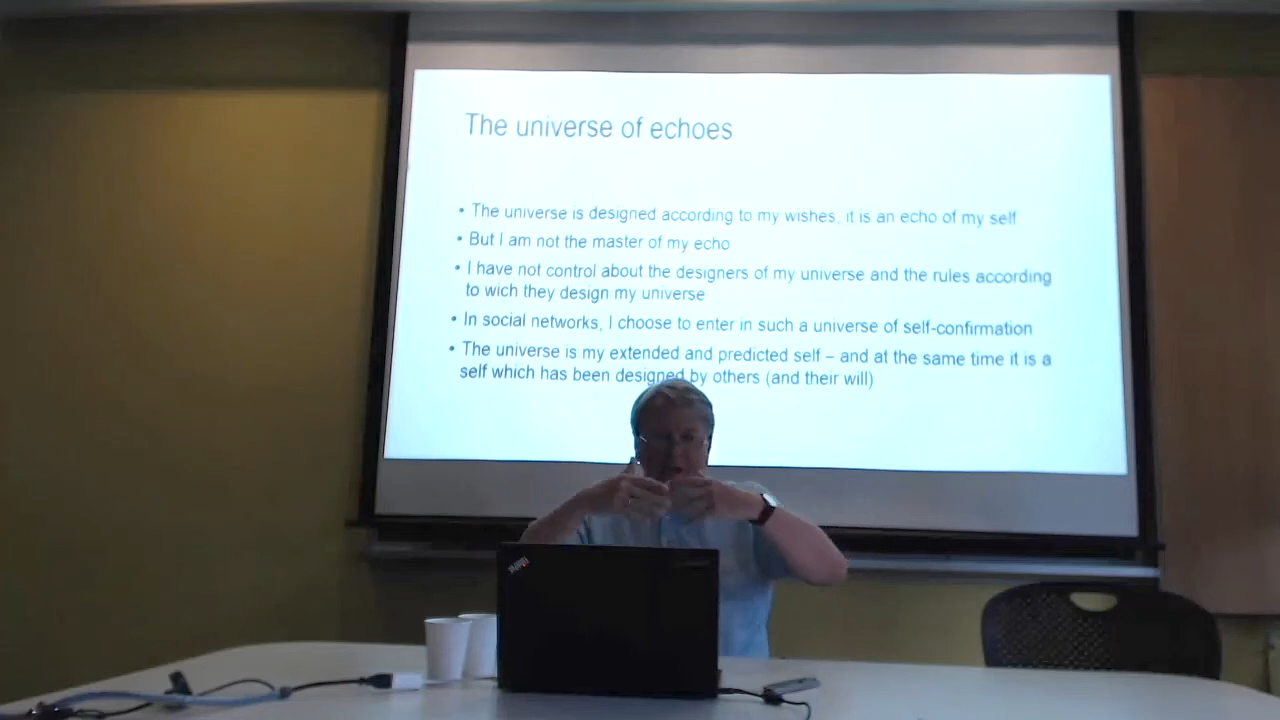 The universe of echoes
• The universe is designed according to my wishes, it is an echo of my self
• But I am not the master of my echo
• I have not control about the designers of my universe and the rules according
to wich they design my universe
• In social networks, I choose to enter in such a universe of self-confirmation
• The universe is my extended and predicted self – and at the same time it is a
self which has been designed by others (and their will)